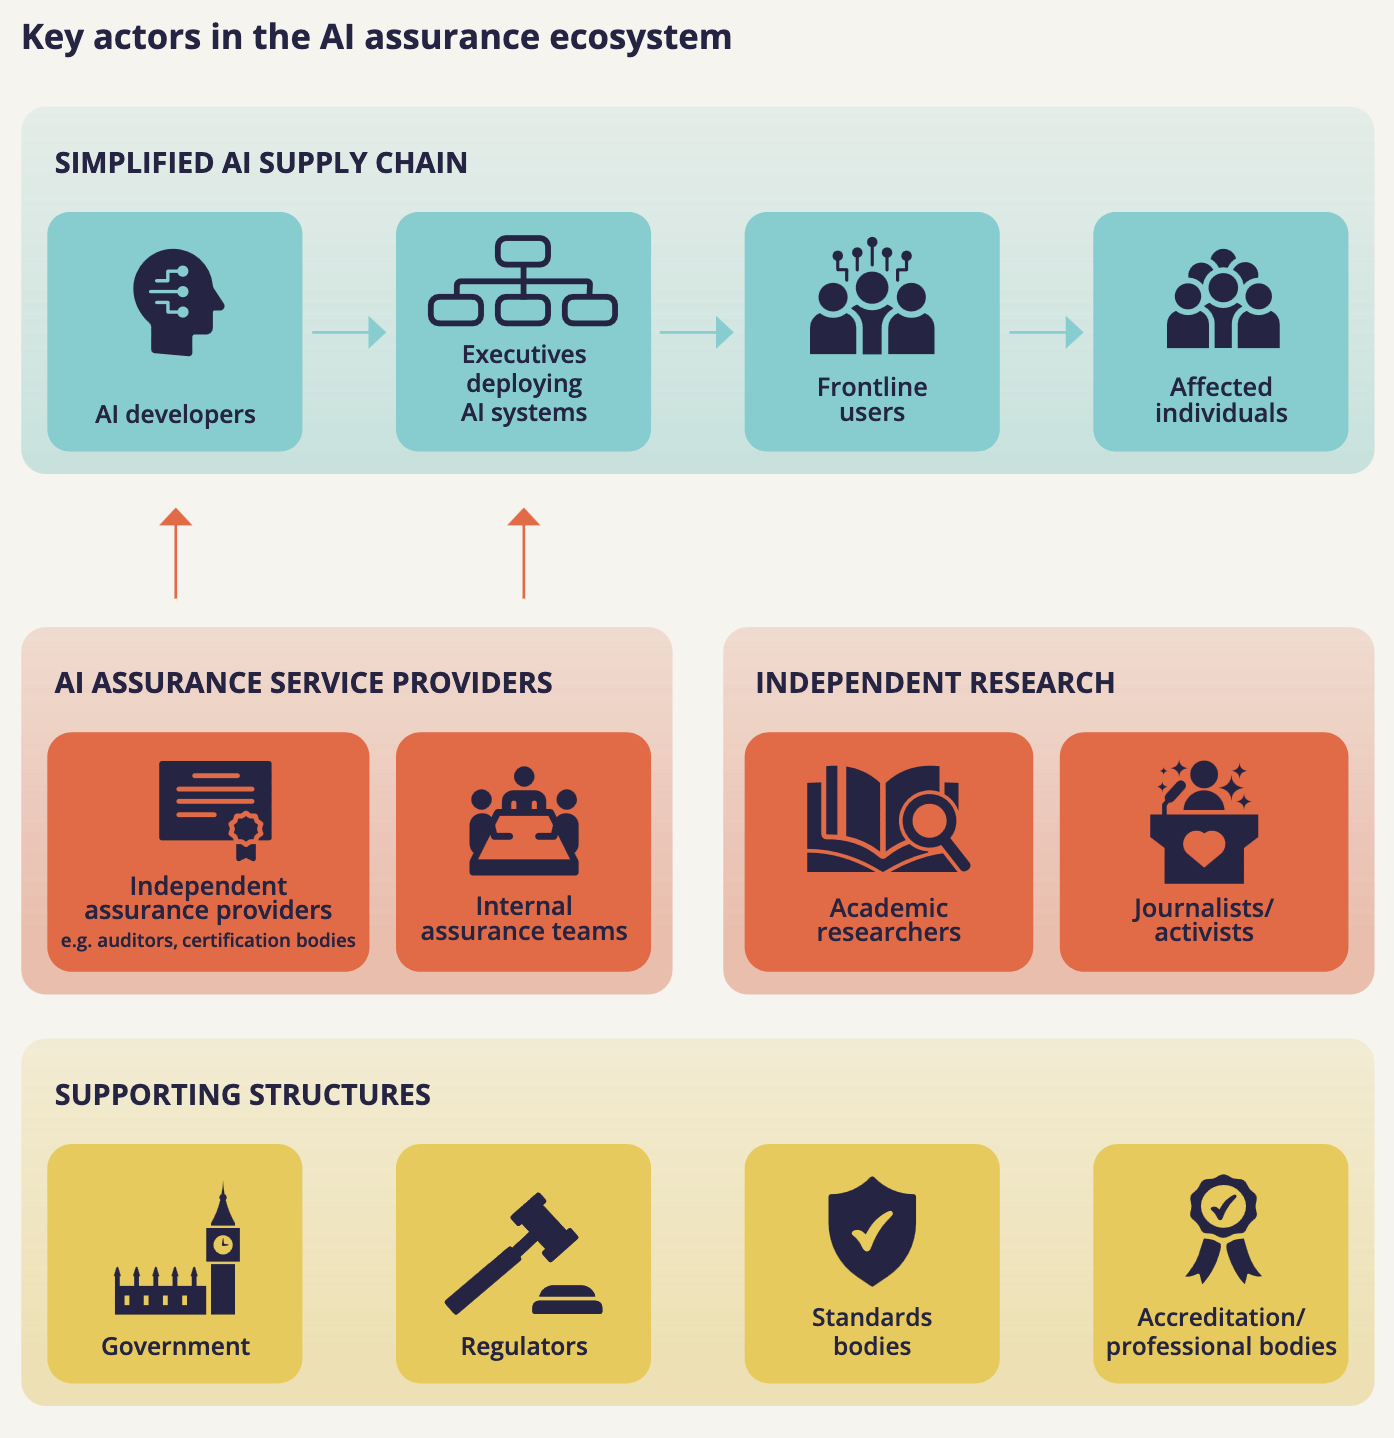 Key actors in the AI assurance ecosystem
SIMPLIFIED AI SUPPLY CHAIN
AI developers
Executives
deploying
AI systems
Frontline
users
Affected
individuals
AI ASSURANCE SERVICE PROVIDERS
Independent
assurance providers
e.g. auditors, certification bodies
Internal
assurance teams
INDEPENDENT RESEARCH
Academic
researchers
Journalists/
activists
SUPPORTING STRUCTURES
Government
Regulators
Standards
bodies
Accreditation/
professional bodies